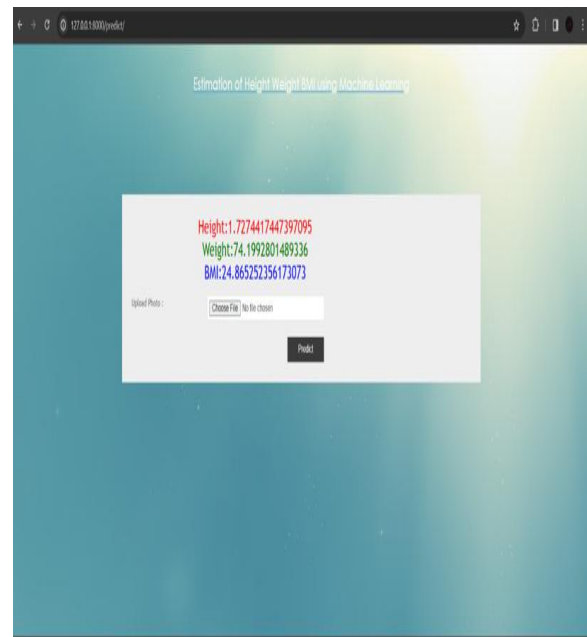 127.0.0.1:8000/predict/
Estimation of Height Weight BMI using Machine Learning
Height:1.7274417447397095
Weight:74.1992801489336
BMI:24.865252356173073
Upload Photo :
Choose File No file chosen
Predict